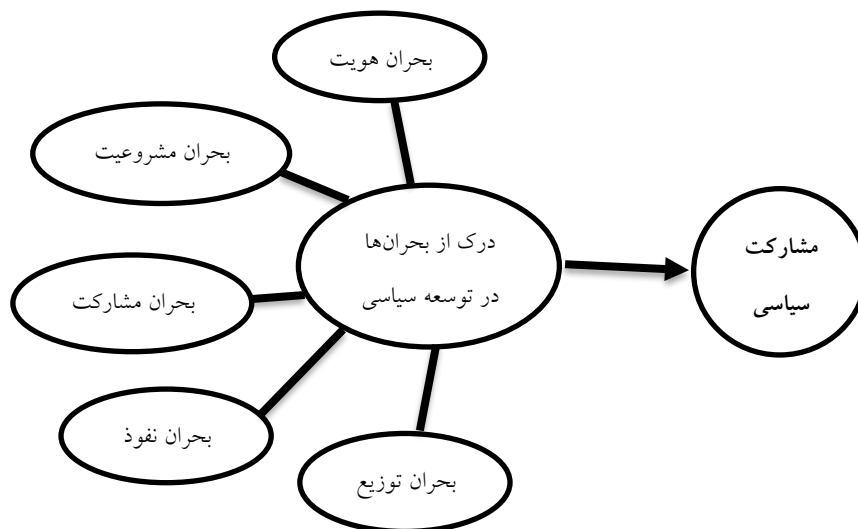 بحران هویت
بحران مشروعیت
درک از بحران‌ها
در توسعه سیاسی
مشارکت
سیاسی
بحران مشارکت
بحران نفوذ
بحران توزیع